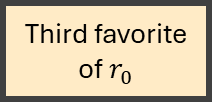 Third favorite
of r₀